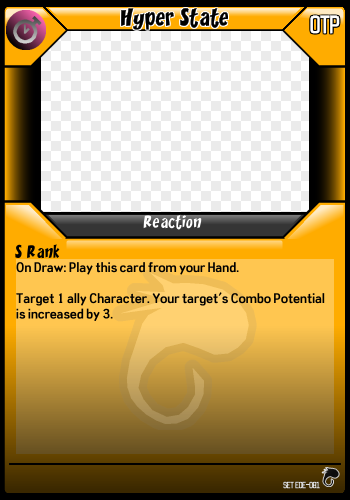 Hyper State
OTP
Reaction
S Rank
On Draw: Play this card from your Hand.
Target 1 ally Character. Your target's Combo Potential
is increased by 3.
SET EOE-081